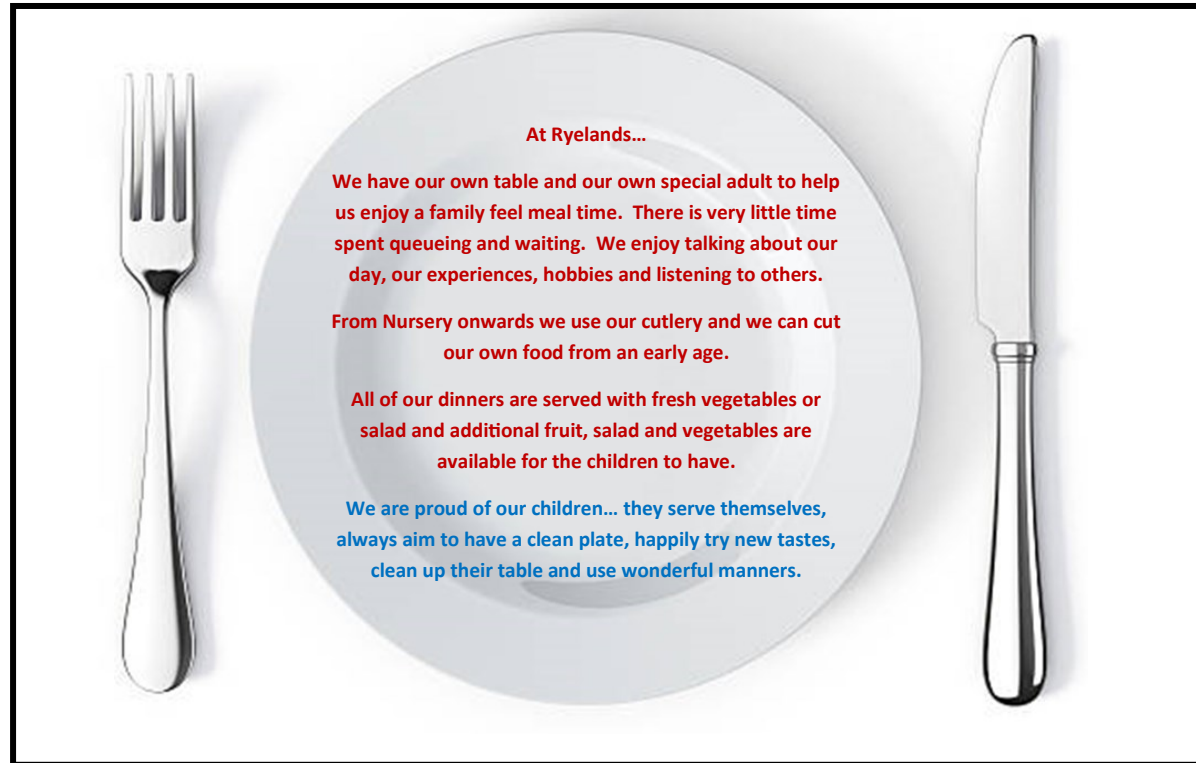 At Ryelands…
We have our own table and our own special adult to help
us enjoy a family feel meal time.  There is very little time
spent queueing and waiting.  We enjoy talking about our
day, our experiences, hobbies and listening to others.
From Nursery onwards we use our cutlery and we can cut
our own food from an early age.
All of our dinners are served with fresh vegetables or
salad and additional fruit, salad and vegetables are
available for the children to have.
We are proud of our children… they serve themselves,
always aim to have a clean plate, happily try new tastes,
clean up their table and use wonderful manners.